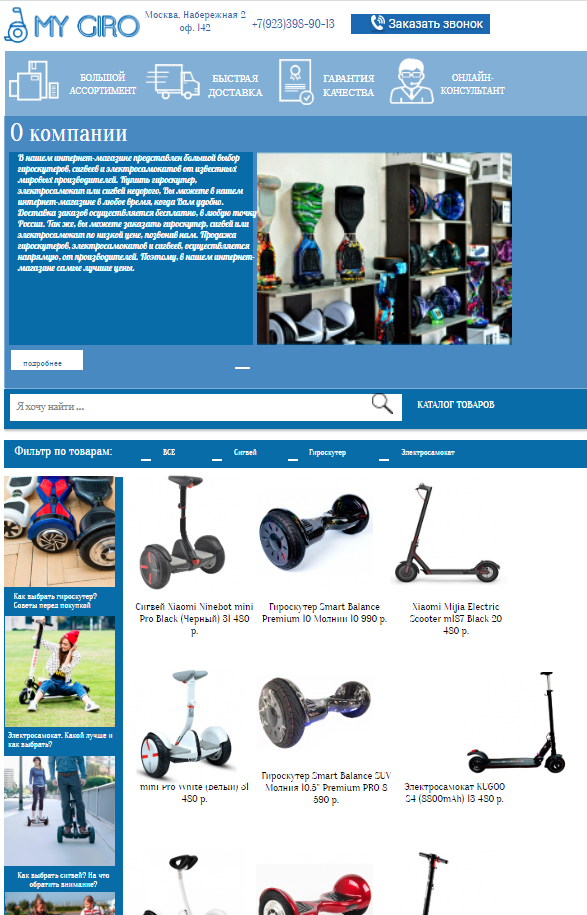 MY GIRO
Москва, Набережная 2
оф. 142
+7(923)398-90-13
Заказать звонок
БОЛЬШОЙ
АССОРТИМЕНТ
БЫСТРАЯ
ДОСТАВКА
ГАРАНТИЯ
КАЧЕСТВА
ОНЛАЙН-
КОНСУЛЬТАНТ
О компании
В нашем интернет-магазине представлен большой выбор
гироскутеров, сигвеев и электросамокатов от известных
мировых производителей. Купить гироскутер,
электросамокат или сигвей недорого, Вы можете в нашем
интернет-магазине в любое время, когда Вам удобно.
Доставка заказов осуществляется бесплатно, в любую точку
России. Так же, вы можете заказать гироскутер, сигвей или
электросамокат по низкой цене, позвонив нам. Продажа
гироскутеров, электросамокатов и сигвеев, осуществляется
напрямую, от производителей. Поэтому, в нашем интернет-
магазине самые лучшие цены.
подробнее
Я хочу найти ...
КАТАЛОГ ТОВАРОВ
Фильтр по товарам:
ВСЕ
Сигвей
Гироскутер
Электросамокат
Как выбрать гироскутер?
Советы перед покупкой
Электросамокат. Какой лучше и
как выбрать?
Как выбрать сигвей? На что
обратить внимание?
Сигвей Xiaomi Ninebot mini
Pro Black (Черный) 31 480
р.
Гироскутер Smart Balance
Premium 10 Молнии 10 990 р.
Xiaomi Mijia Electric
Scooter m187 Black 20
480 р.
mini Pro White (Белый) 31
480 р.
Гироскутер Smart Balance SUV
Молния 10.5" Premium PRO 8
590 р.
Электросамокат KUGOO
S4 (8800mAh) 13 480 р.